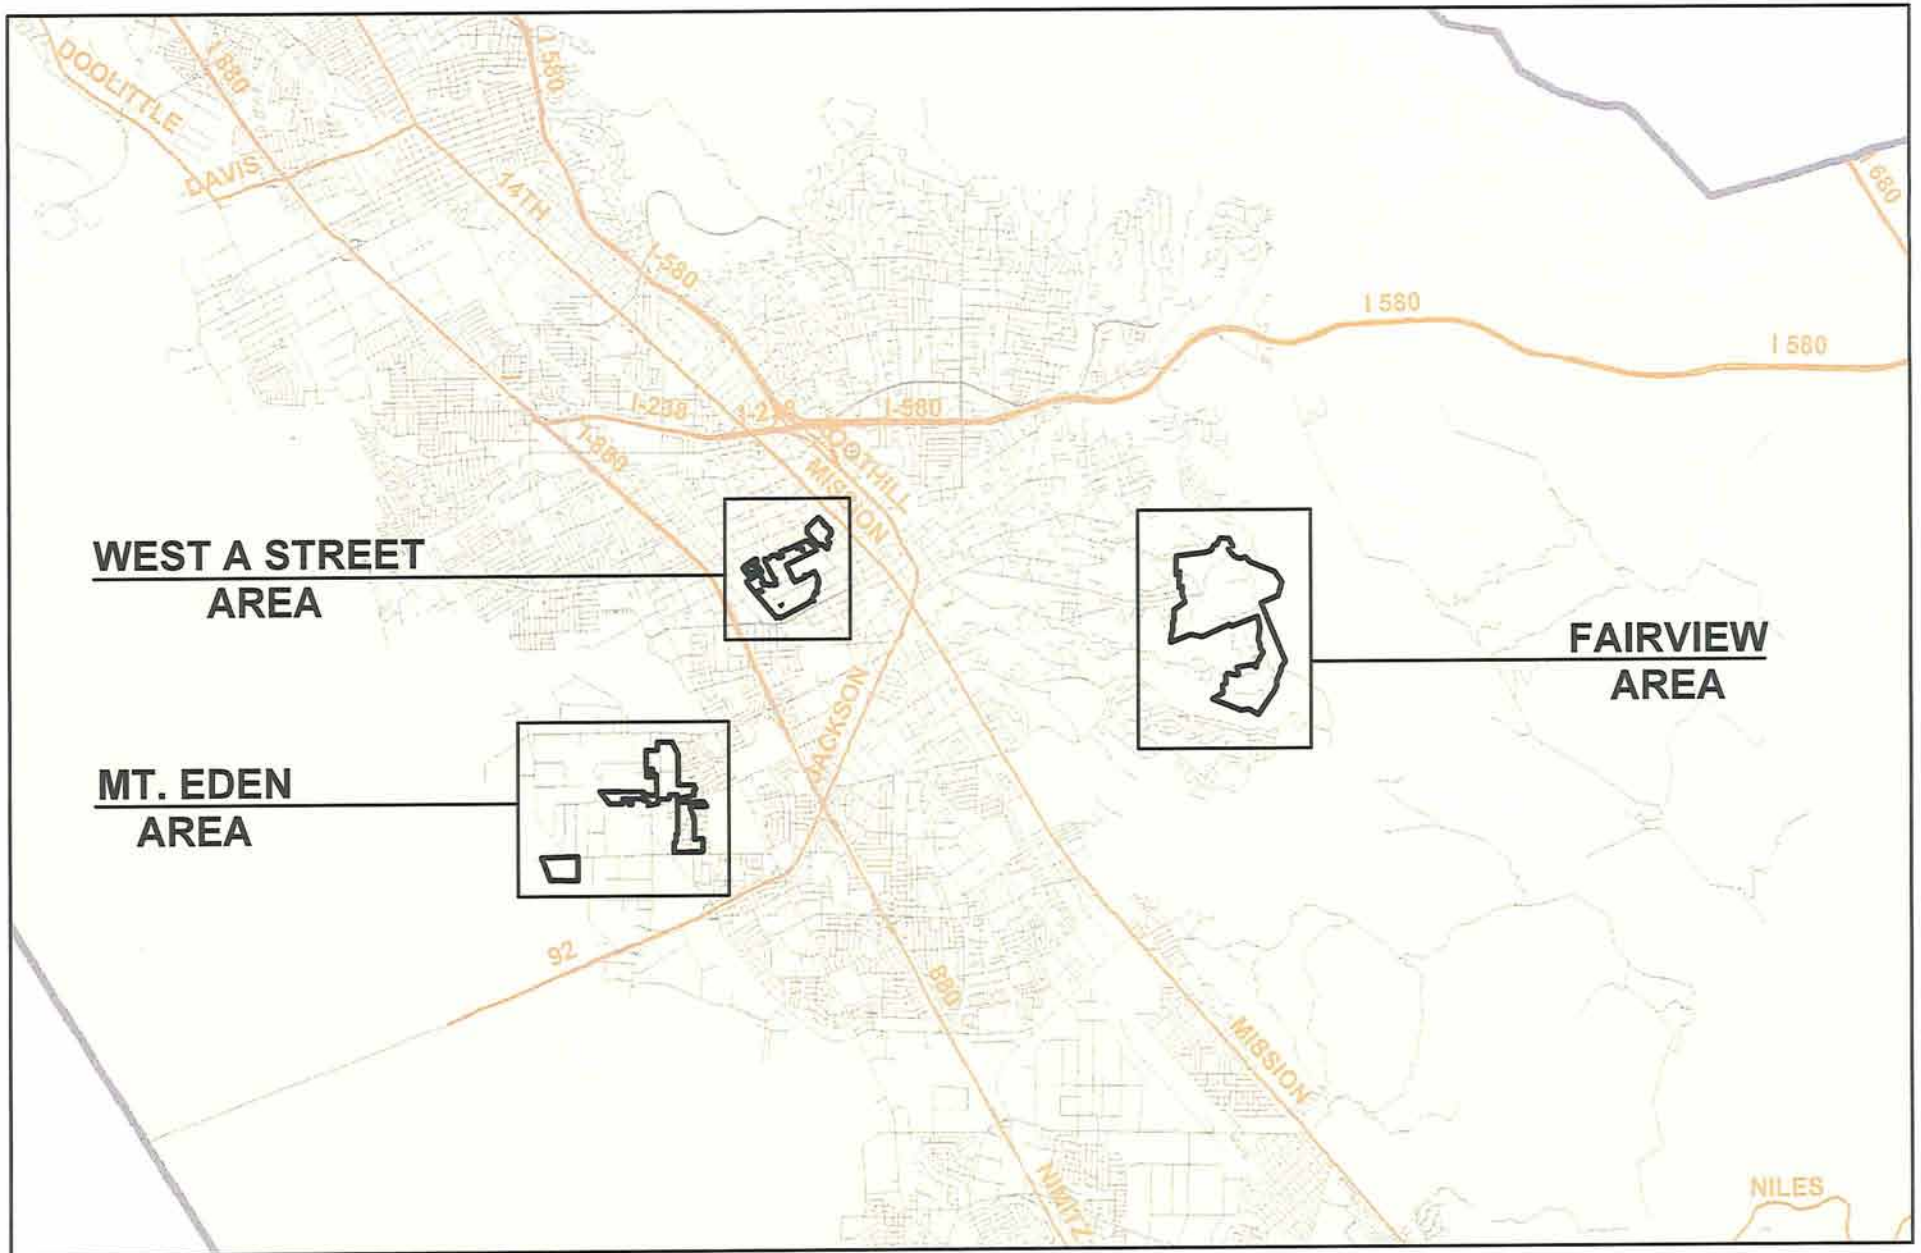 DOOLITTLE
I 880
I 580
DAVIS
14TH
680
I-580
I 580
I 580
I-238
I-238
I-580
I-880
FOOTHILL
MISSION
WEST A STREET
AREA
FAIRVIEW
AREA
JACKSON
MT. EDEN
AREA
92
880
MISSION
NIMITZ
NILES